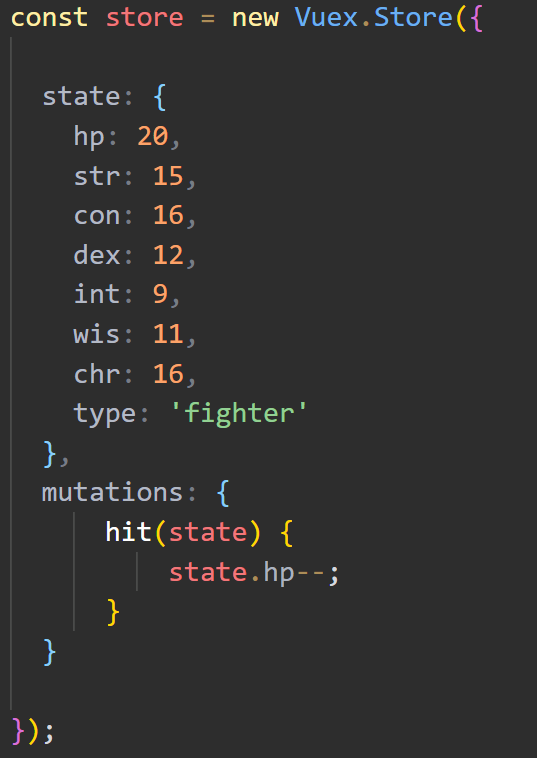 const store = new Vuex.Store({
state: {
hp: 20,
str: 15,
con: 16,
dex: 12,
int: 9,
wis: 11,
chr: 16,
type: 'fighter'
},
mutations: {
hit(state) {
state.hp--;
}
}
});